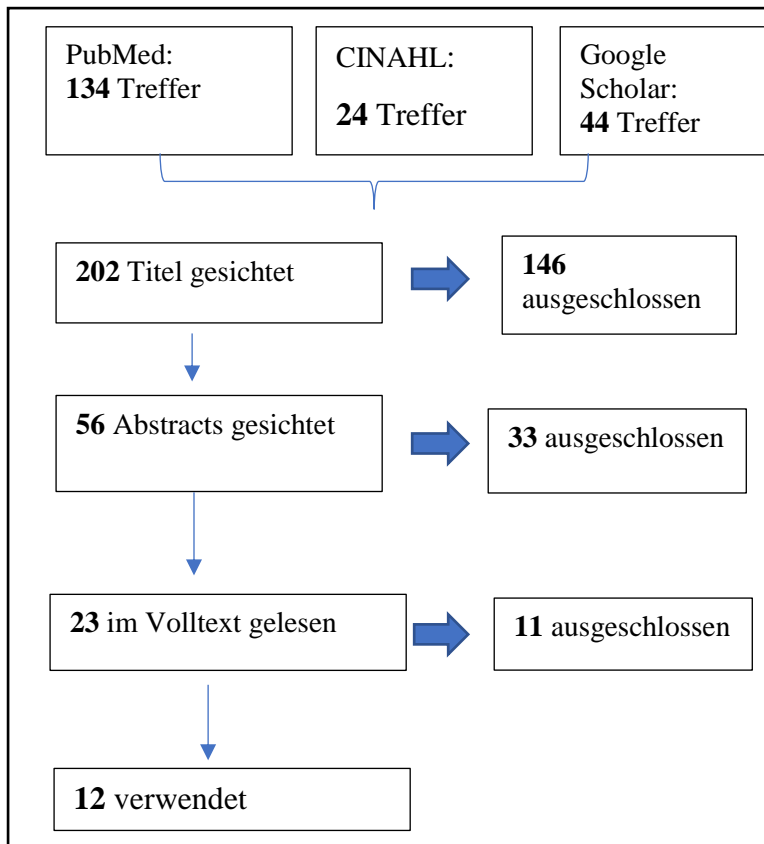 PubMed:
134 Treffer
CINAHL:
24 Treffer
Google
Scholar:
44 Treffer
202 Titel gesichtet
146
ausgeschlossen
56 Abstracts gesichtet
33 ausgeschlossen
23 im Volltext gelesen
11 ausgeschlossen
12 verwendet